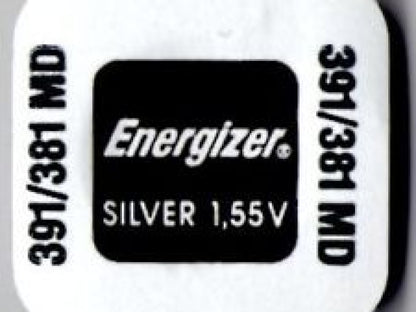 391/381 MD
Energizer®
SILVER 1,55V
391/381 MD